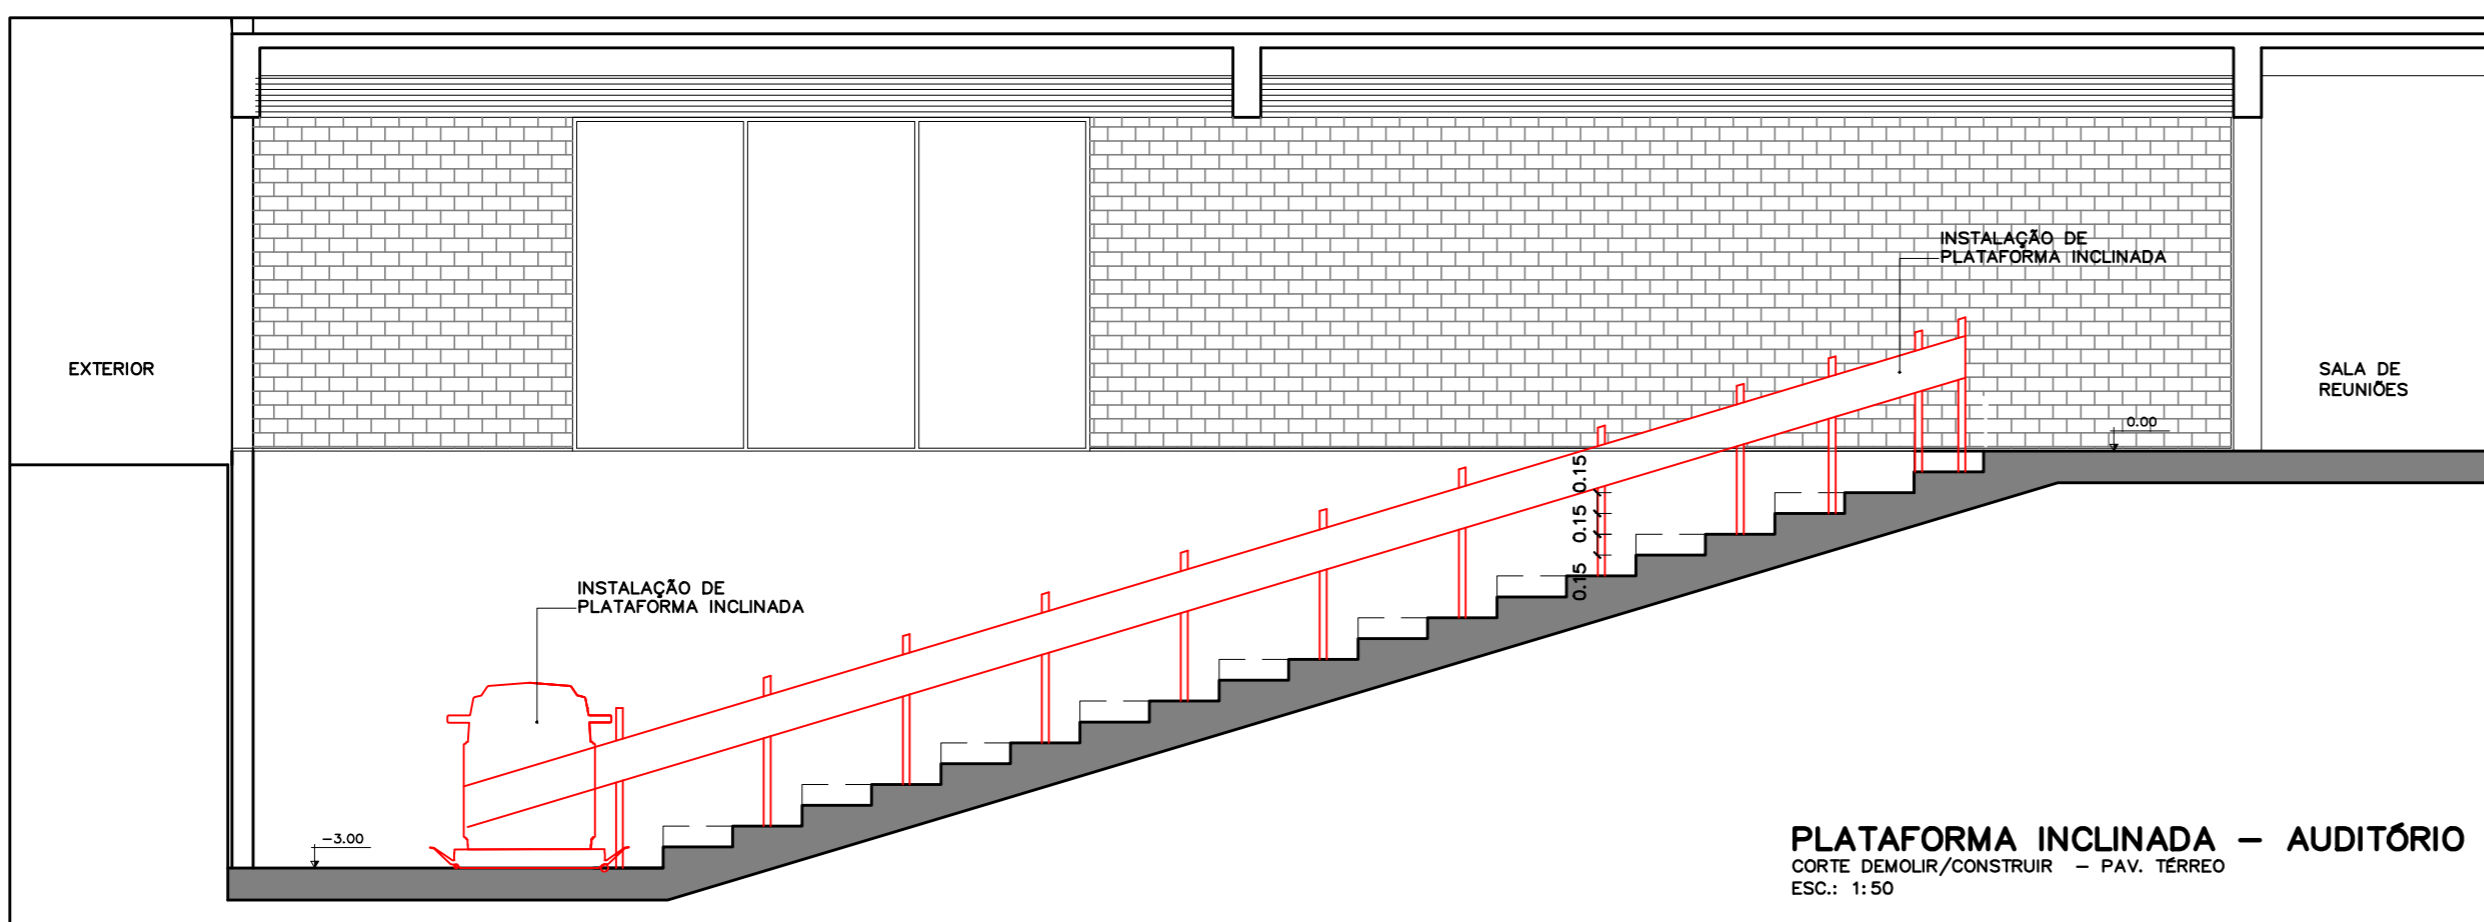 INSTALAÇÃO DE
PLATAFORMA INCLINADA
EXTERIOR
SALA DE
REUNIÕES
0.00
0.15
0.15
0.15
INSTALAÇÃO DE
PLATAFORMA INCLINADA
-3.00
PLATAFORMA INCLINADA - AUDITÓRIO
CORTE DEMOLIR/CONSTRUIR - PAV. TÉRREO
ESC.: 1:50